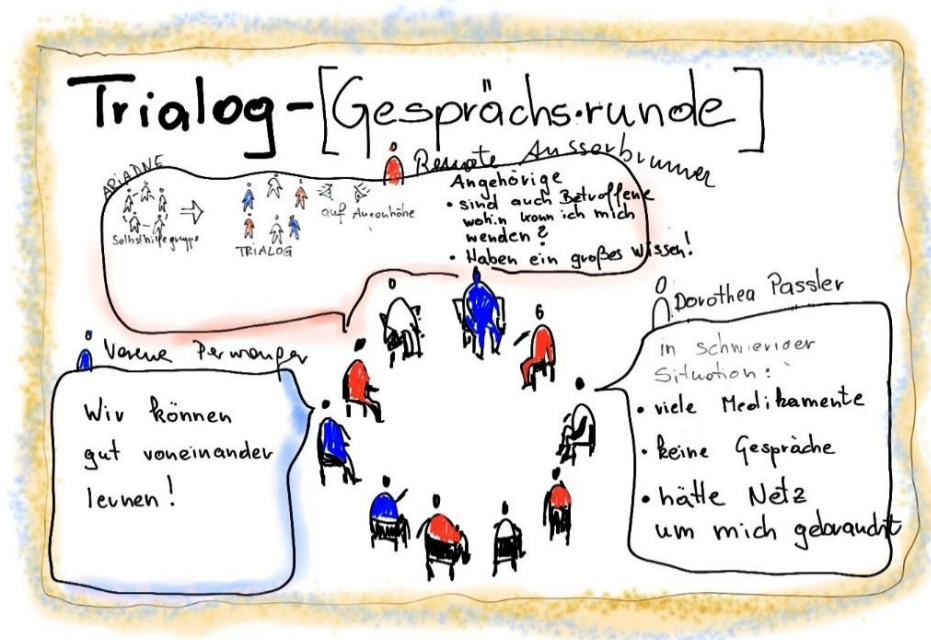 Trialog-[Gesprächs·runde]
Renate Ausserbrunner
ARIADNE
Selbsthilfegruppe
TRIALOG
auf Augenhöhe
Angehörige
• sind auch Betroffene
wohin kann ich mich
wenden?
• Haben ein großes Wissen!
Verena Perwanger
Wir können
gut voneinander
lernen!
Dorothea Passler
in schwieriger
Situation:
• viele Medikamente
• keine Gespräche
• hätte Netz
um mich gebraucht